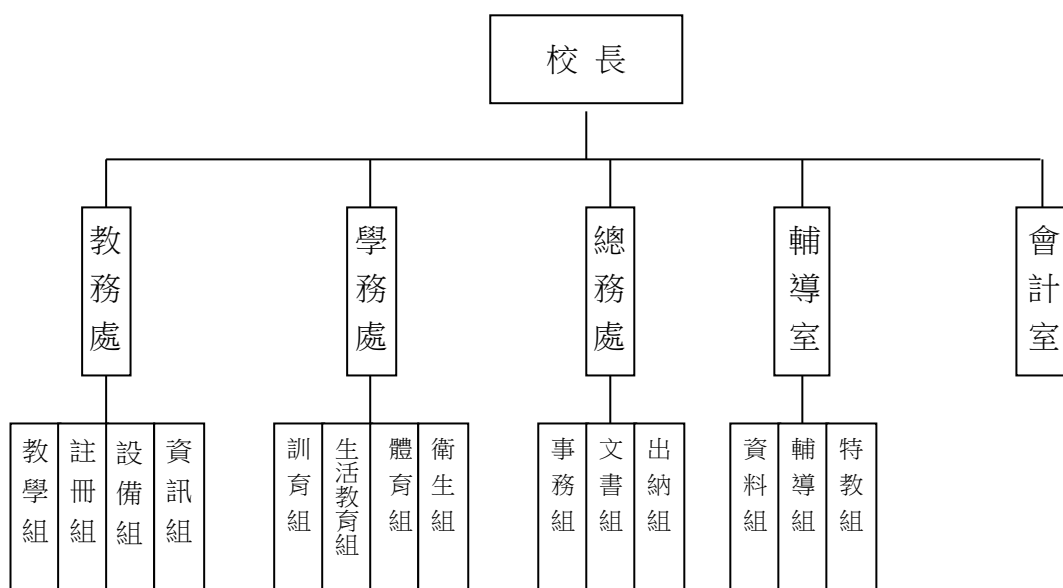 校長
教務處
學務處
總務處
輔導室
會計室
教學組
註冊組
設備組
資訊組
訓育組
生活教育組
體育組
衛生組
事務組
文書組
出納組
資料組
輔導組
特教組